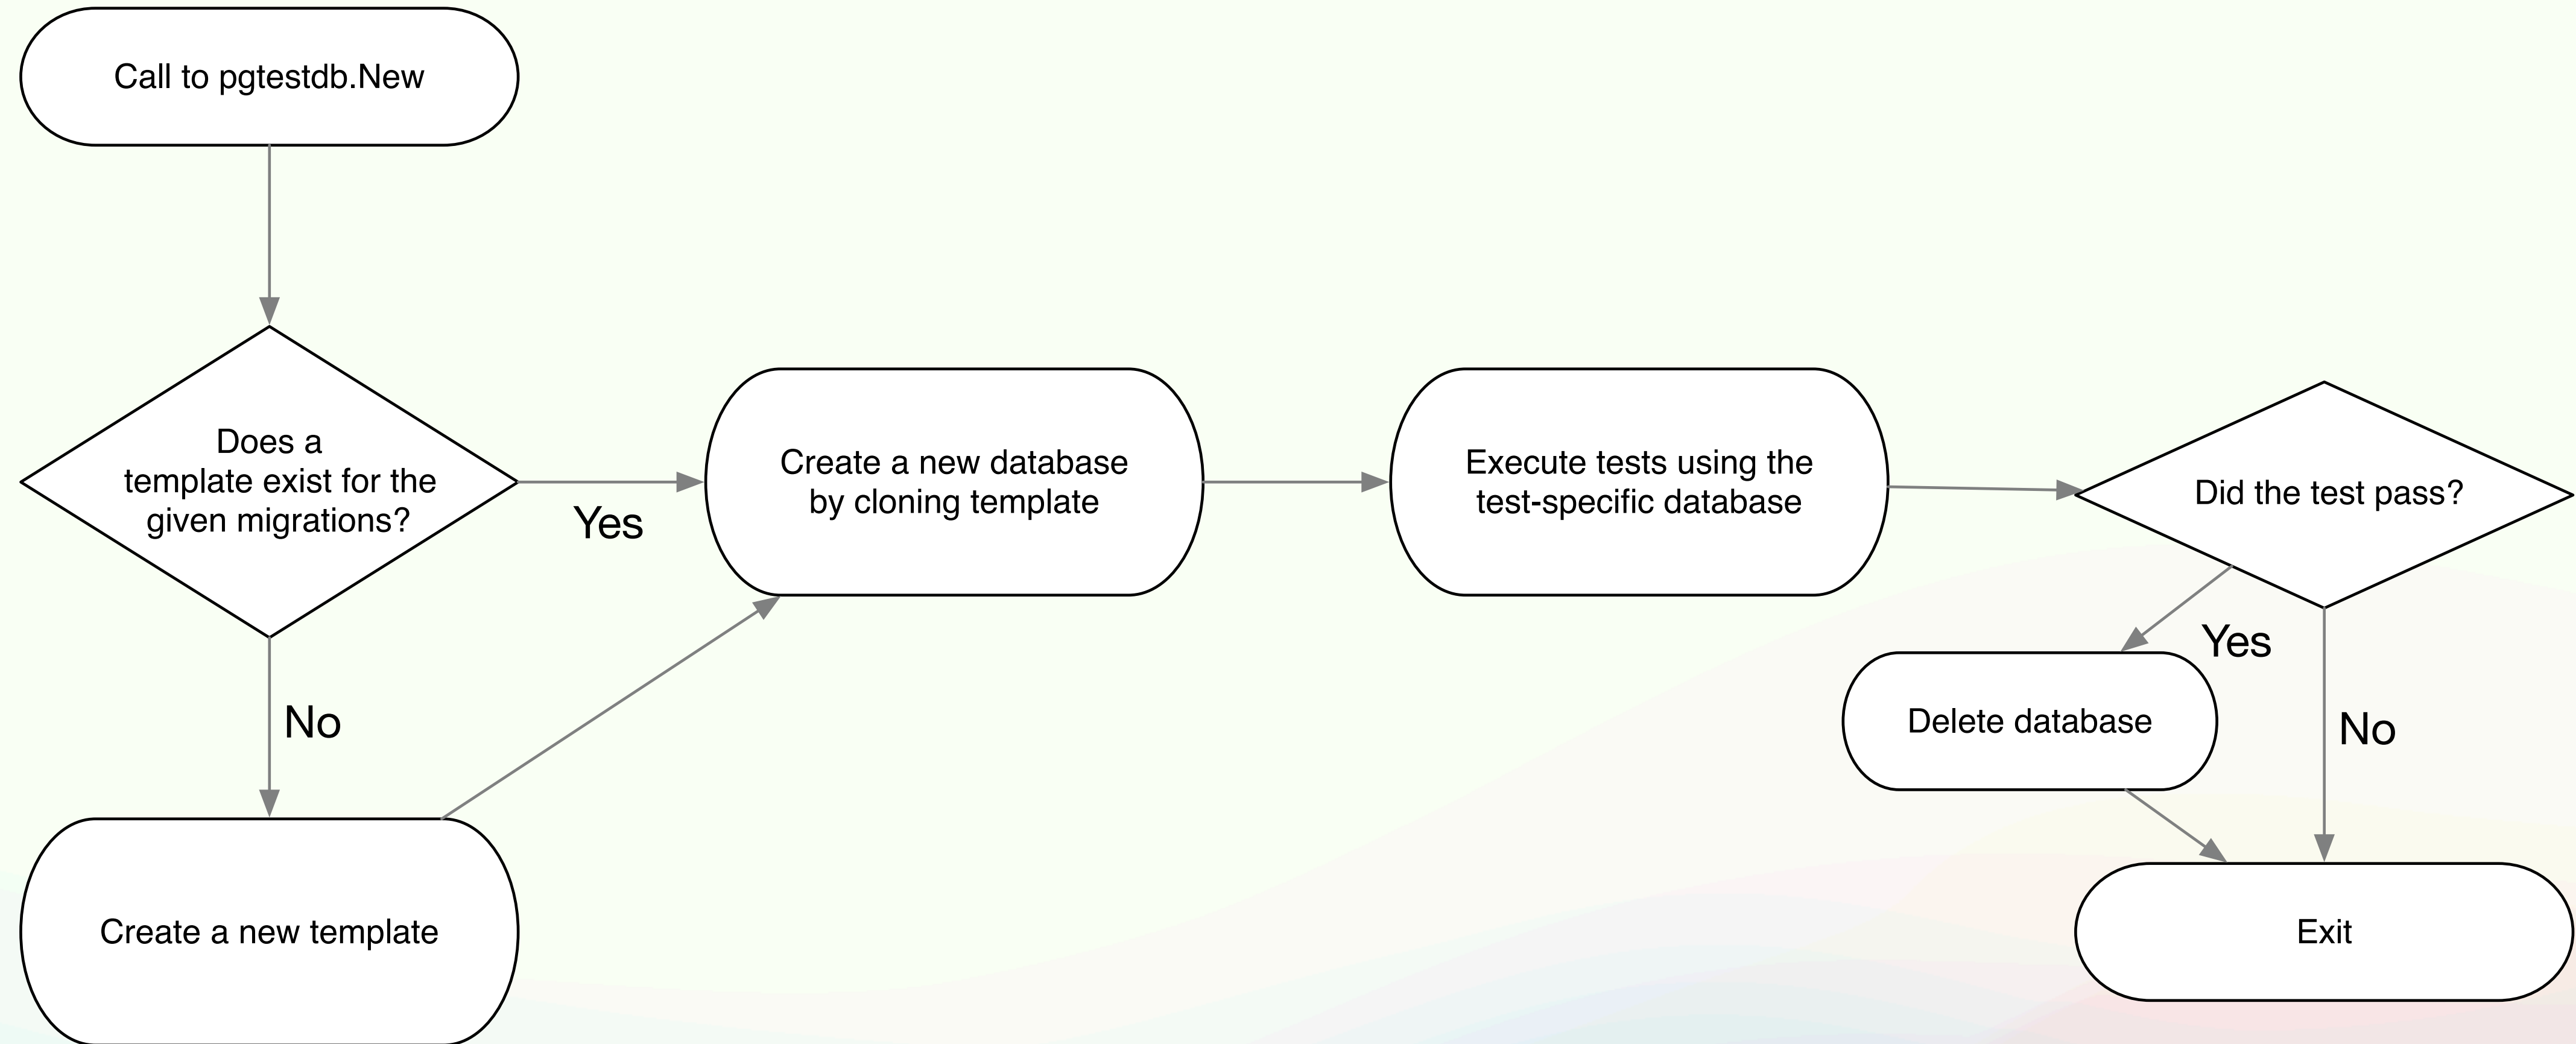 Call to pgtestdb.New
Does a
template exist for the
given migrations?
Yes
No
Create a new template
Create a new database
by cloning template
Execute tests using the
test-specific database
Did the test pass?
Yes
Delete database
No
Exit